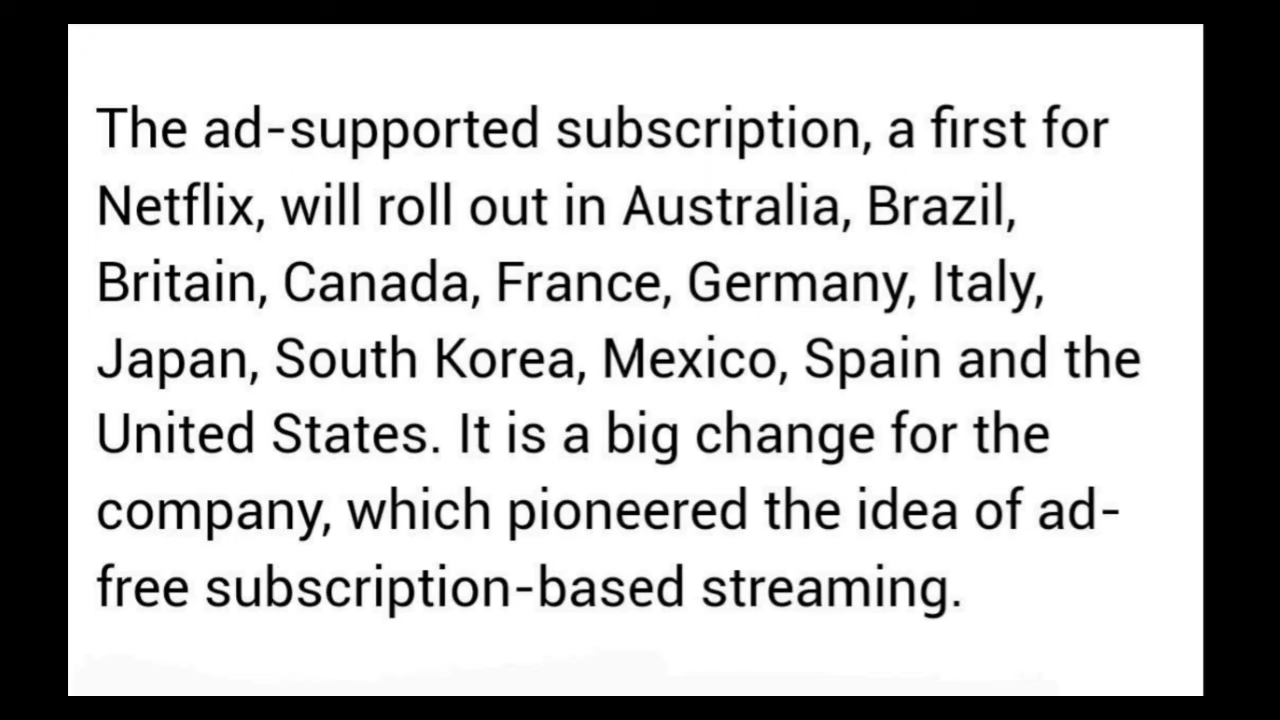 The ad-supported subscription, a first for
Netflix, will roll out in Australia, Brazil,
Britain, Canada, France, Germany, Italy,
Japan, South Korea, Mexico, Spain and the
United States. It is a big change for the
company, which pioneered the idea of ad-
free subscription-based streaming.